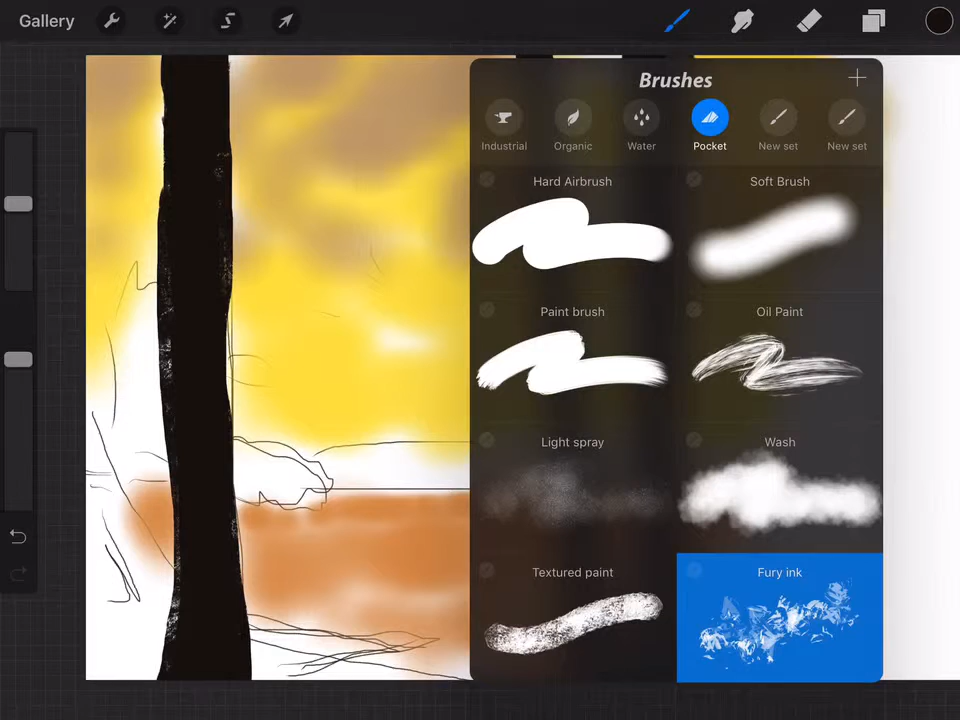 Gallery
Brushes
Industrial
Organic
Water
Pocket
New set
New set
Hard Airbrush
Soft Brush
Paint brush
Oil Paint
Light spray
Wash
Textured paint
Fury ink